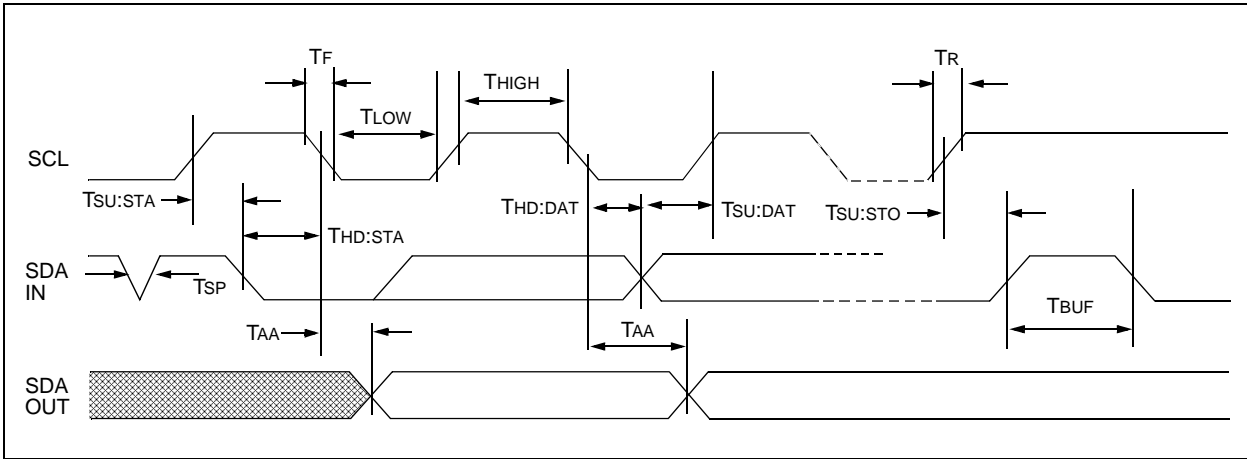 TF
THIGH
TR
TLOW
SCL
TSU:STA
THD:DAT
TSU:DAT
TSU:STO
THD:STA
SDA
IN
TSP
TBUF
TAA
TAA
SDA
OUT